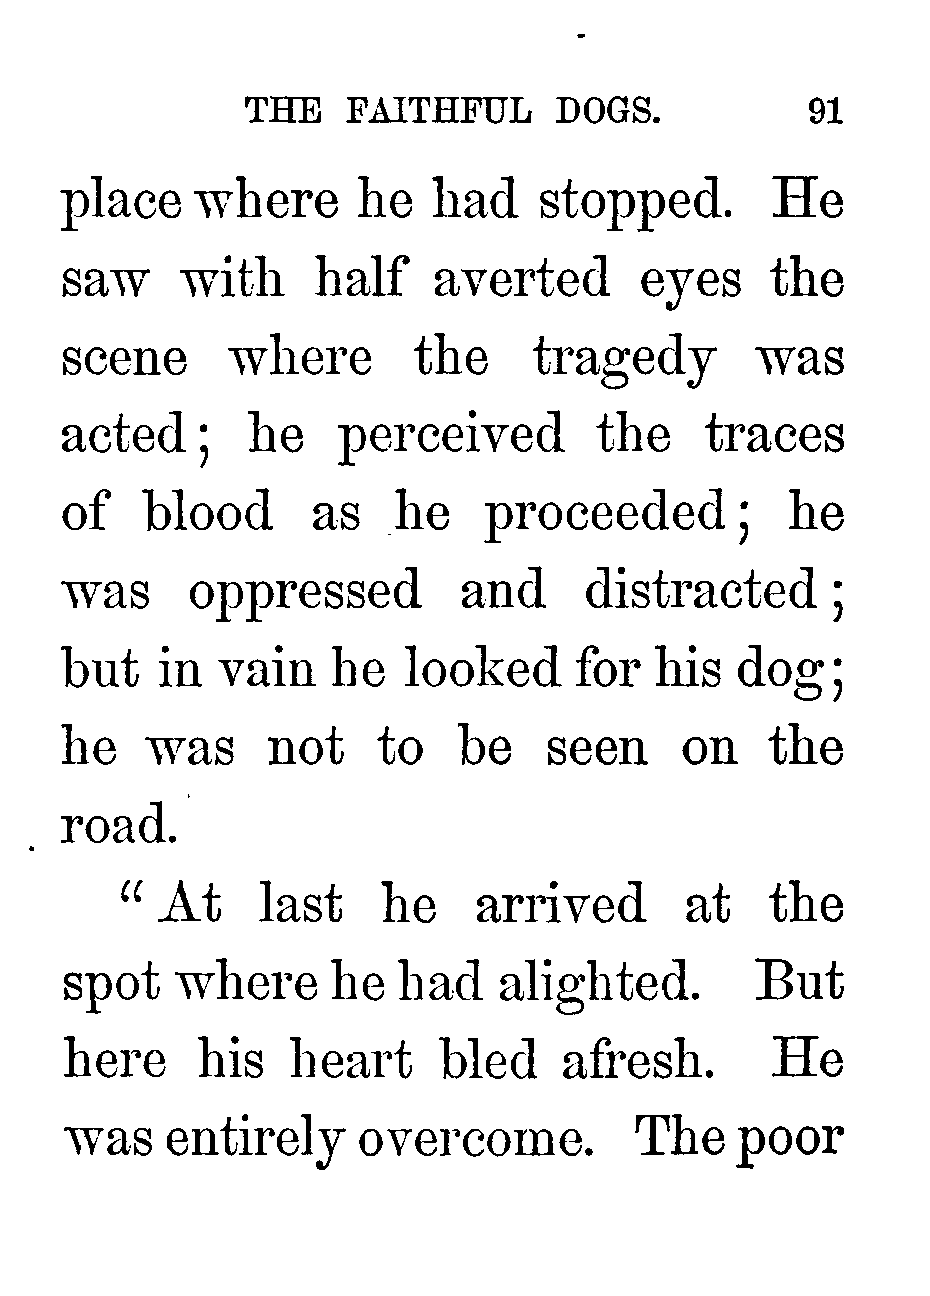 THE FAITHFUL DOGS. 91
place where he had stopped. He
saw with half averted eyes the
scene where the tragedy was
acted; he perceived the traces
of blood as he proceeded; he
was oppressed and distracted;
but in vain he looked for his dog;
he was not to be seen on the
road.
“At last he arrived at the
spot where he had alighted. But
here his heart bled afresh. He
was entirely overcome. The poor